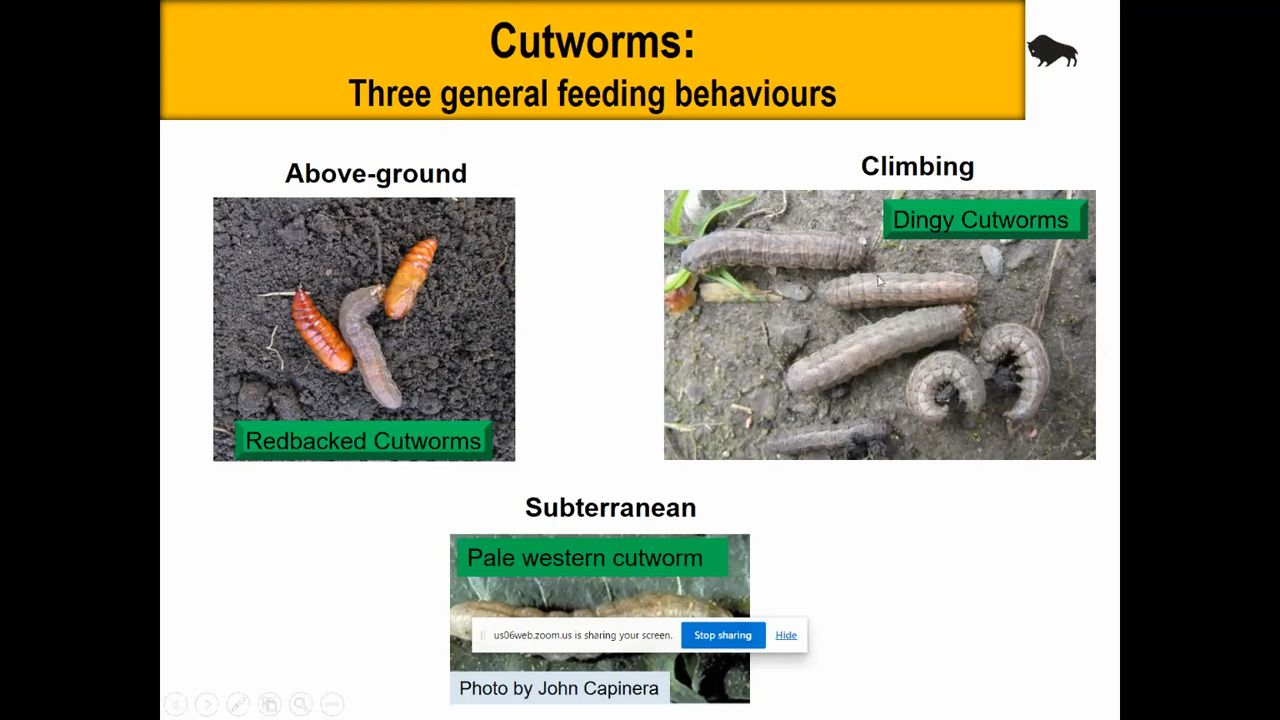 Cutworms:
Three general feeding behaviours
Above-ground
Climbing
Dingy Cutworms
Redbacked Cutworms
Subterranean
Pale western cutworm
us06web.zoom.us is sharing your screen.
Stop sharing
Hide
Photo by John Capinera